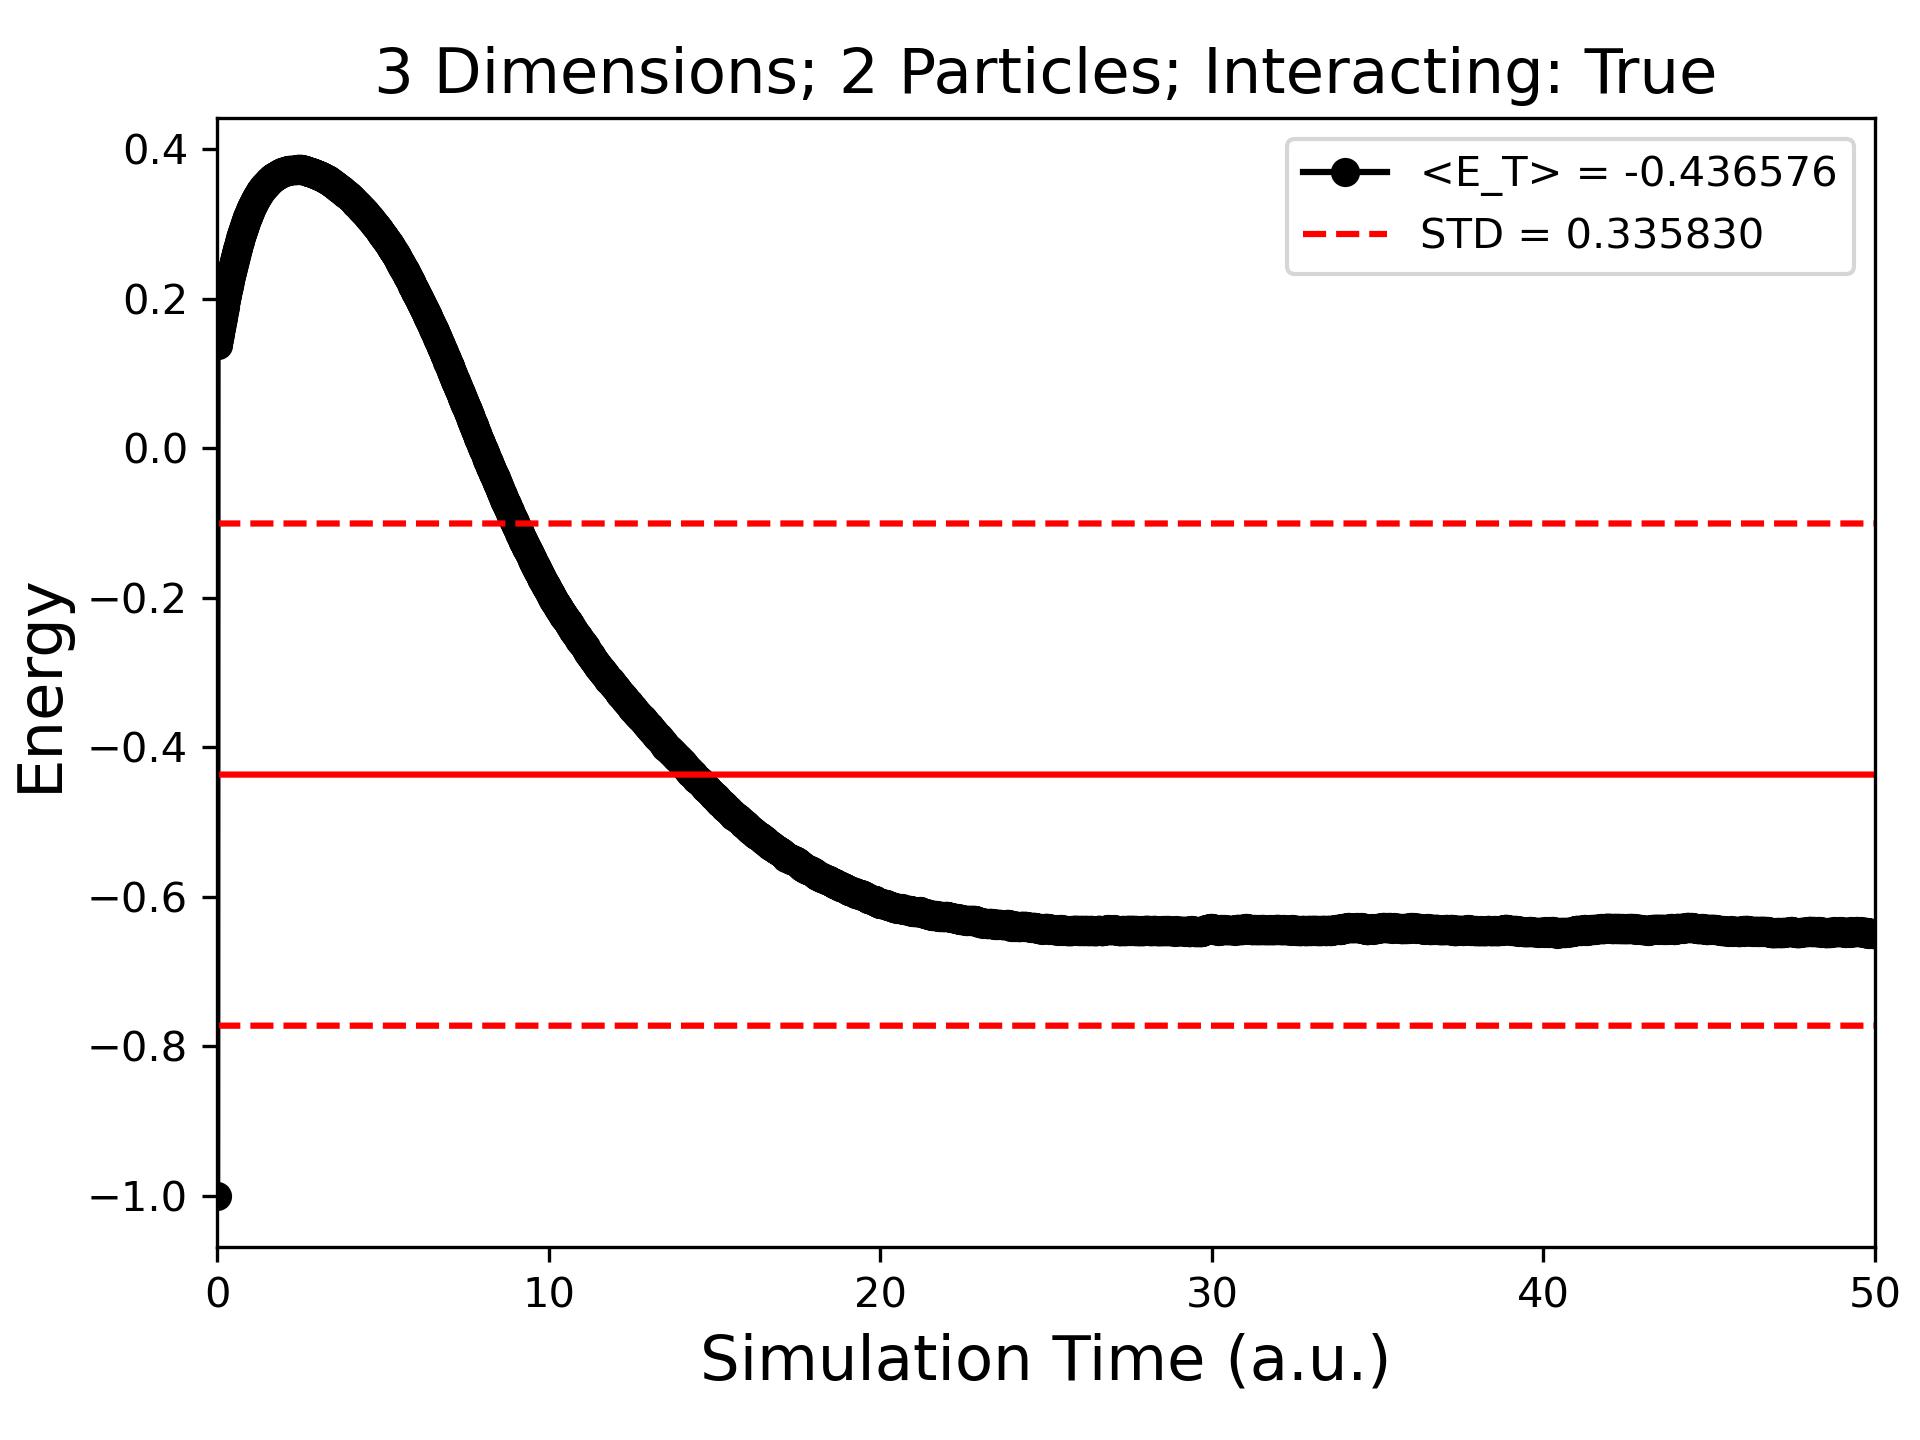 3 Dimensions; 2 Particles; Interacting: True
<E_T> = -0.436576
STD = 0.335830
Energy
0.4
0.2
0.0
−0.2
−0.4
−0.6
−0.8
−1.0
0 10 20 30 40 50
Simulation Time (a.u.)